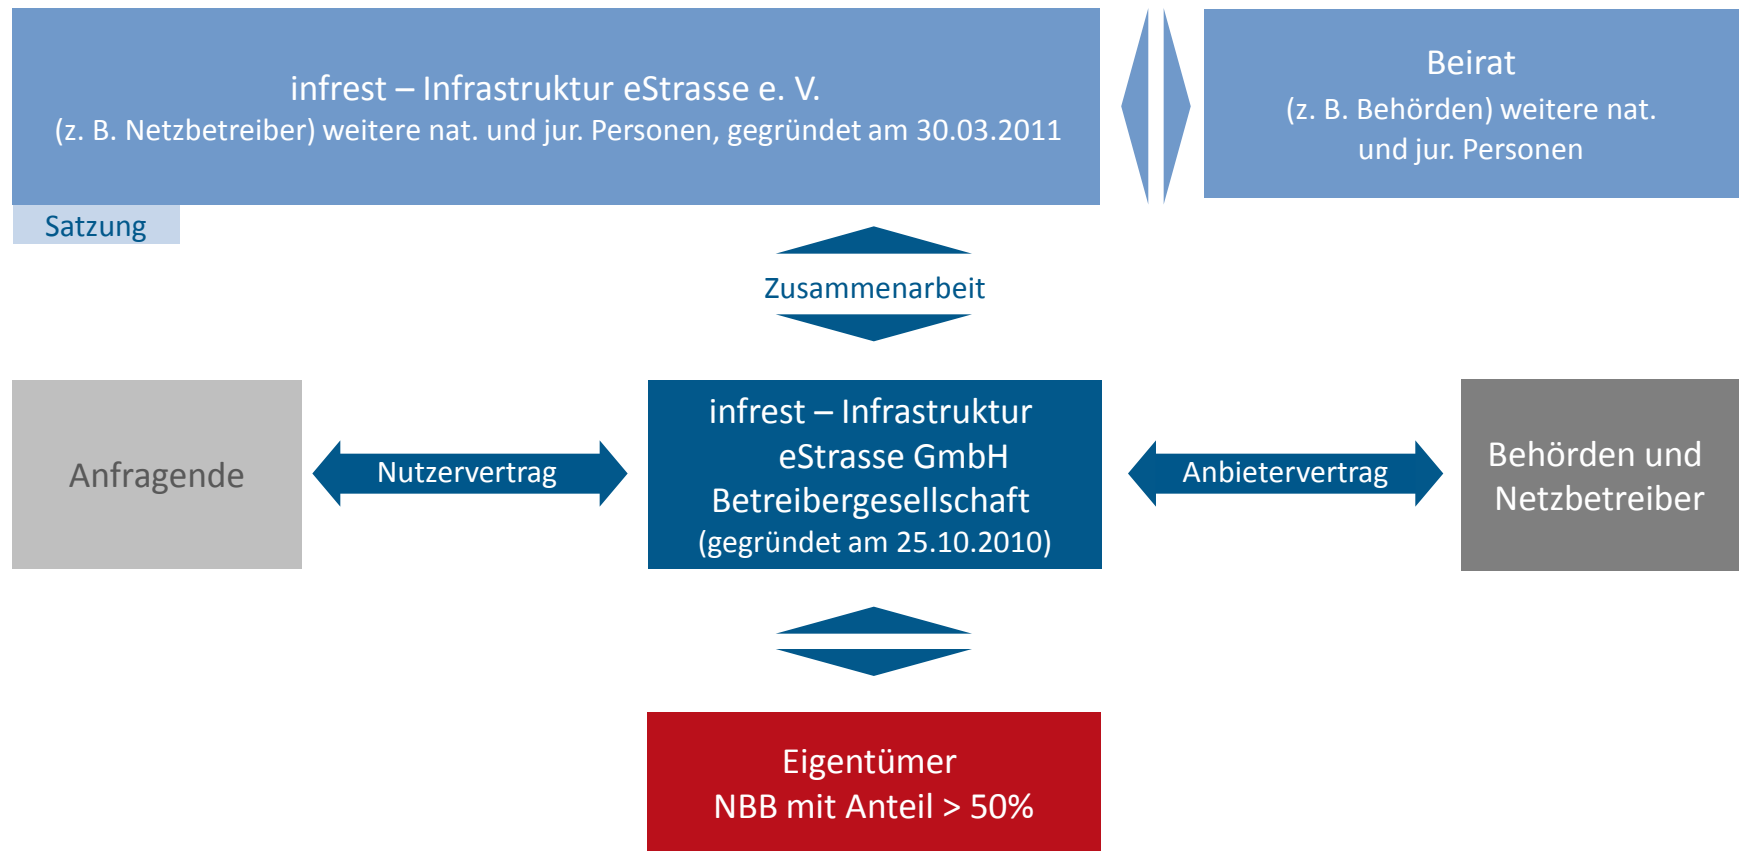 infrest – Infrastruktur eStrasse e. V.
(z. B. Netzbetreiber) weitere nat. und jur. Personen, gegründet am 30.03.2011
Beirat
(z. B. Behörden) weitere nat.
und jur. Personen
Satzung
Zusammenarbeit
Anfragende
Nutzervertrag
infrest – Infrastruktur
eStrasse GmbH
Betreibergesellschaft
(gegründet am 25.10.2010)
Anbietervertrag
Behörden und
Netzbetreiber
Eigentümer
NBB mit Anteil > 50%